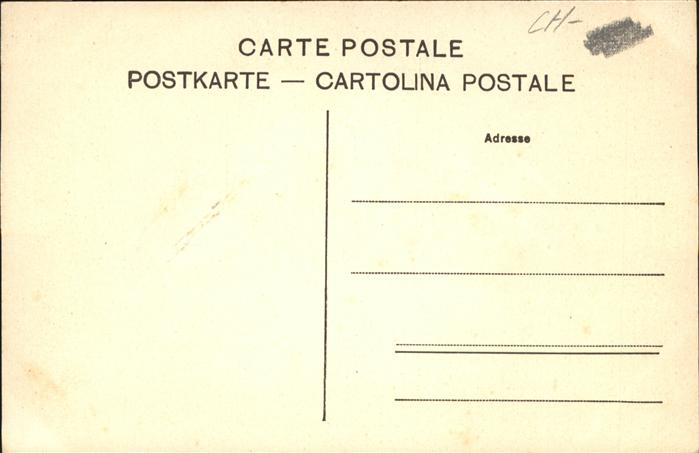 CH-
CARTE POSTALE
POSTKARTE — CARTOLINA POSTALE
Adresse